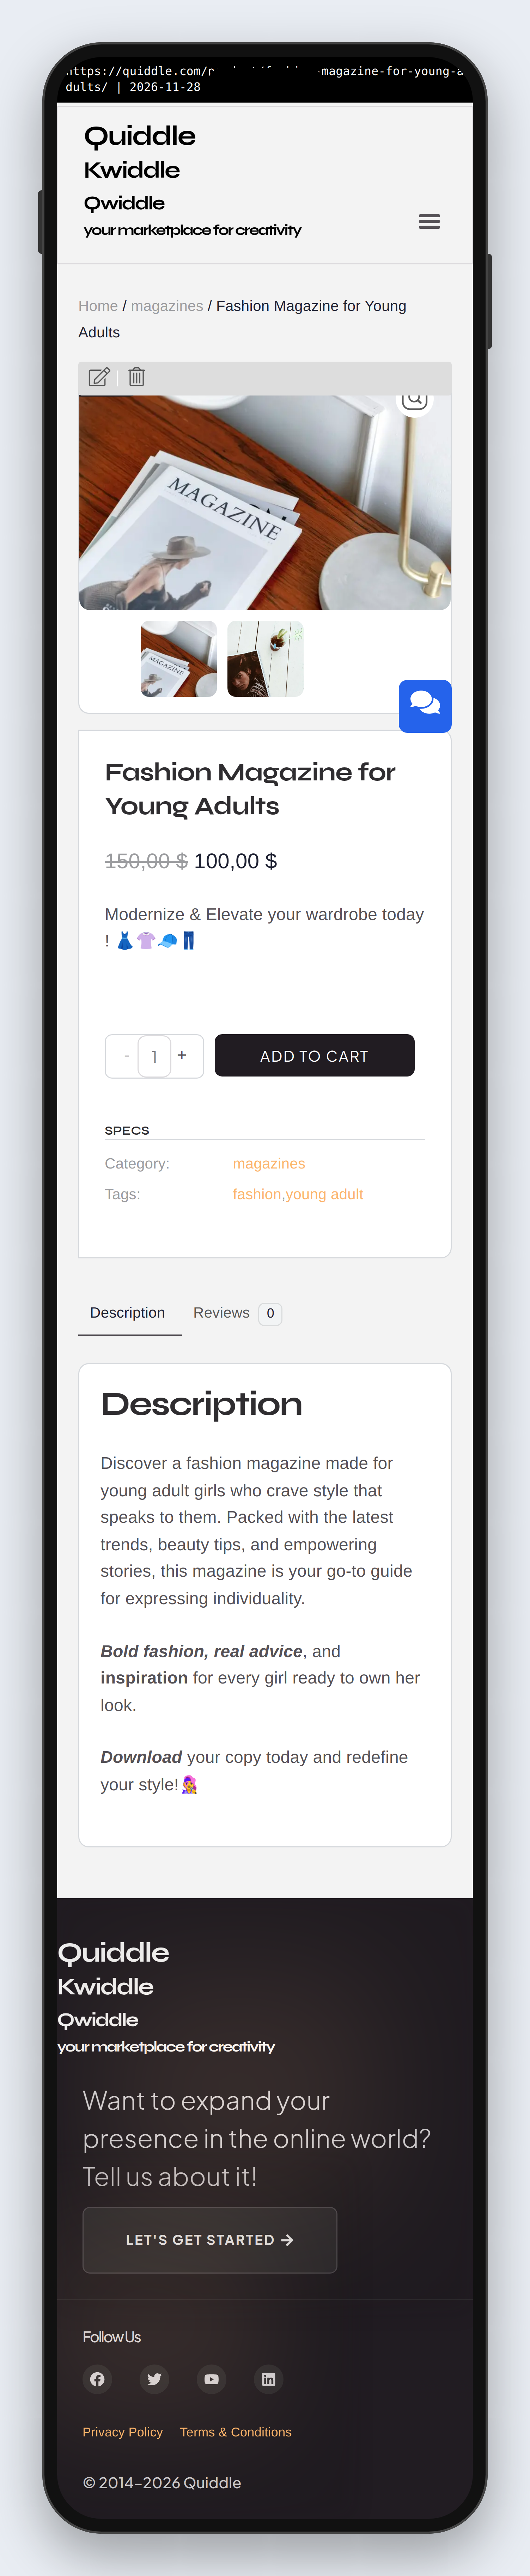 https://quiddle.com/
magazine-for-young-a
dults/ | 2026-11-28
Quiddle
Kwiddle
Qwiddle
your marketplace for creativity
Home / magazines / Fashion Magazine for Young
Adults
MAGAZINE
MAGAZINE
Fashion Magazine for
Young Adults
150,00 $ 100,00 $
Modernize & Elevate your wardrobe today
! 👗👚🧢👖
- 1 +
ADD TO CART
SPECS
Category: magazines
Tags: fashion,young adult
Description Reviews 0
Description
Discover a fashion magazine made for
young adult girls who crave style that
speaks to them. Packed with the latest
trends, beauty tips, and empowering
stories, this magazine is your go-to guide
for expressing individuality.
Bold fashion, real advice, and
inspiration for every girl ready to own her
look.
Download your copy today and redefine
your style!
Quiddle
Kwiddle
Qwiddle
your marketplace for creativity
Want to expand your
presence in the online world?
Tell us about it!
LET'S GET STARTED →
Follow Us
Privacy Policy Terms & Conditions
© 2014–2026 Quiddle